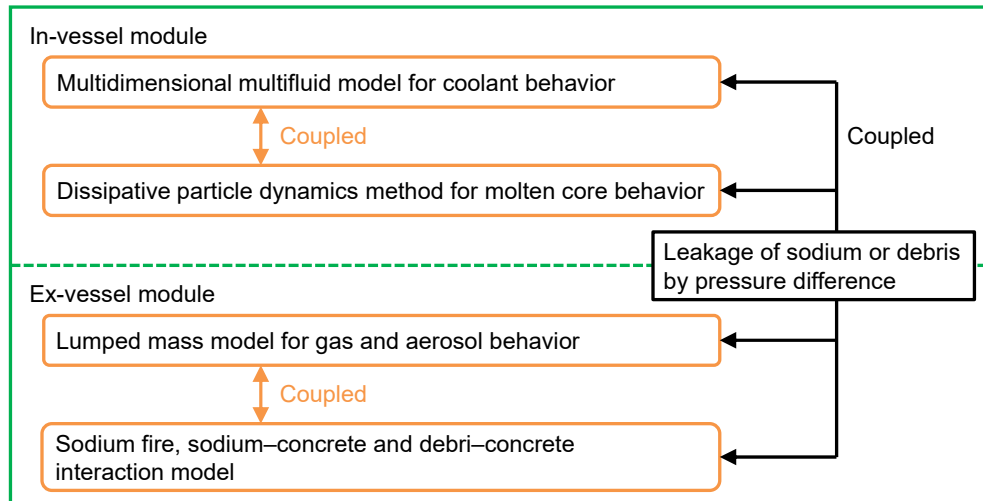 In-vessel module
Multidimensional multifluid model for coolant behavior
Coupled
Coupled
Dissipative particle dynamics method for molten core behavior
Leakage of sodium or debris
by pressure difference
Ex-vessel module
Lumped mass model for gas and aerosol behavior
Coupled
Sodium fire, sodium–concrete and debri–concrete
interaction model